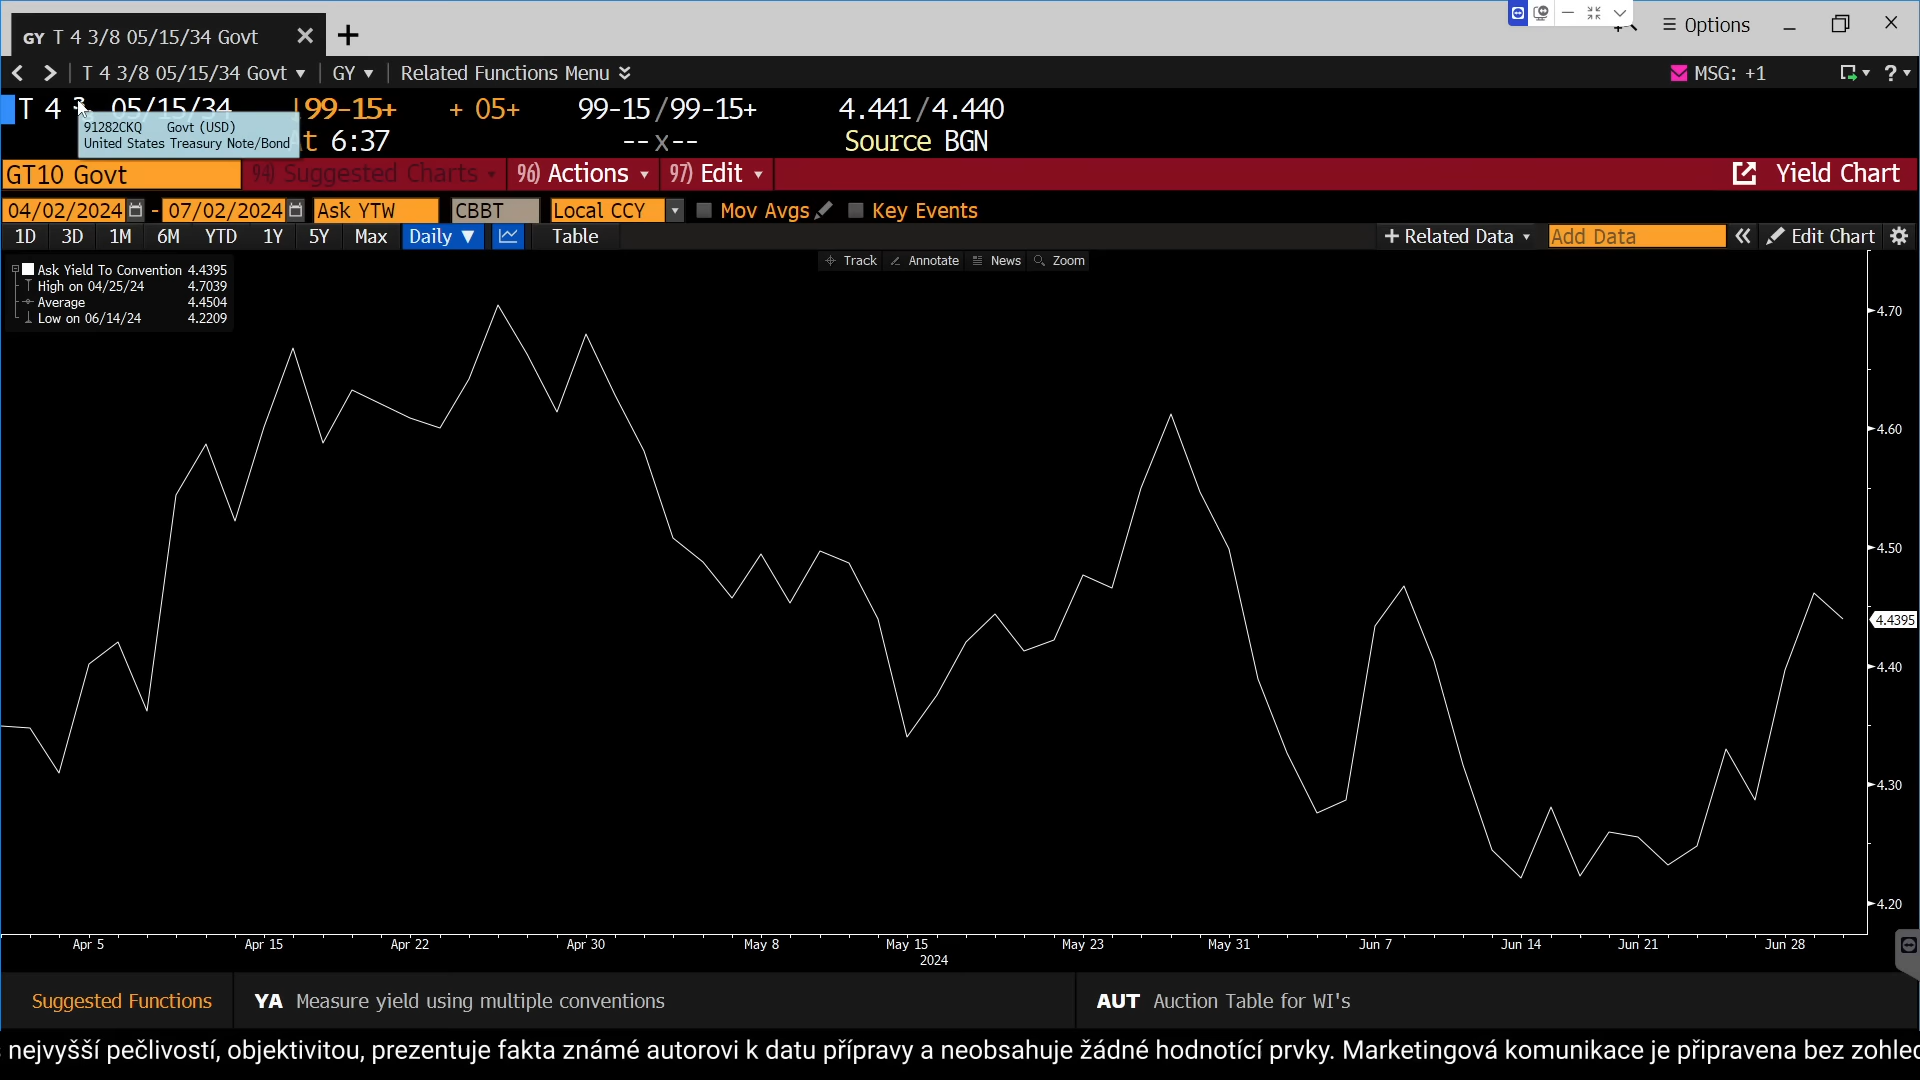 GY T 4 3/8 05/15/34 Govt
Options
T 4 3/8 05/15/34 Govt GY Related Functions Menu MSG: +1 ?
T 4 05/15/34 99-15+ + 05+ 99-15/99-15+ 4.441/4.440
91282CKQ Govt (USD)
United States Treasury Note/Bond
6:37 --x-- Source BGN
GT10 Govt 94) Suggested Charts 96) Actions 97) Edit Yield Chart
04/02/2024 - 07/02/2024 Ask YTW CBBT Local CCY Mov Avgs Key Events
1D 3D 1M 6M YTD 1Y 5Y Max Daily ▼ Table + Related Data Add Data « Edit Chart
Track Annotate News Zoom
Ask Yield To Convention 4.4395
High on 04/25/24 4.7039
Average 4.4504
Low on 06/14/24 4.2209
4.70
4.60
4.50
4.4395
4.40
4.30
4.20
Apr 5 Apr 15 Apr 22 Apr 30 May 8 May 15 May 23 May 31 Jun 7 Jun 14 Jun 21 Jun 28
2024
Suggested Functions YA Measure yield using multiple conventions AUT Auction Table for WI's
nejvyšší pečlivostí, objektivitou, prezentuje fakta známé autorovi k datu přípravy a neobsahuje žádné hodnotící prvky. Marketingová komunikace je připravena bez zohled